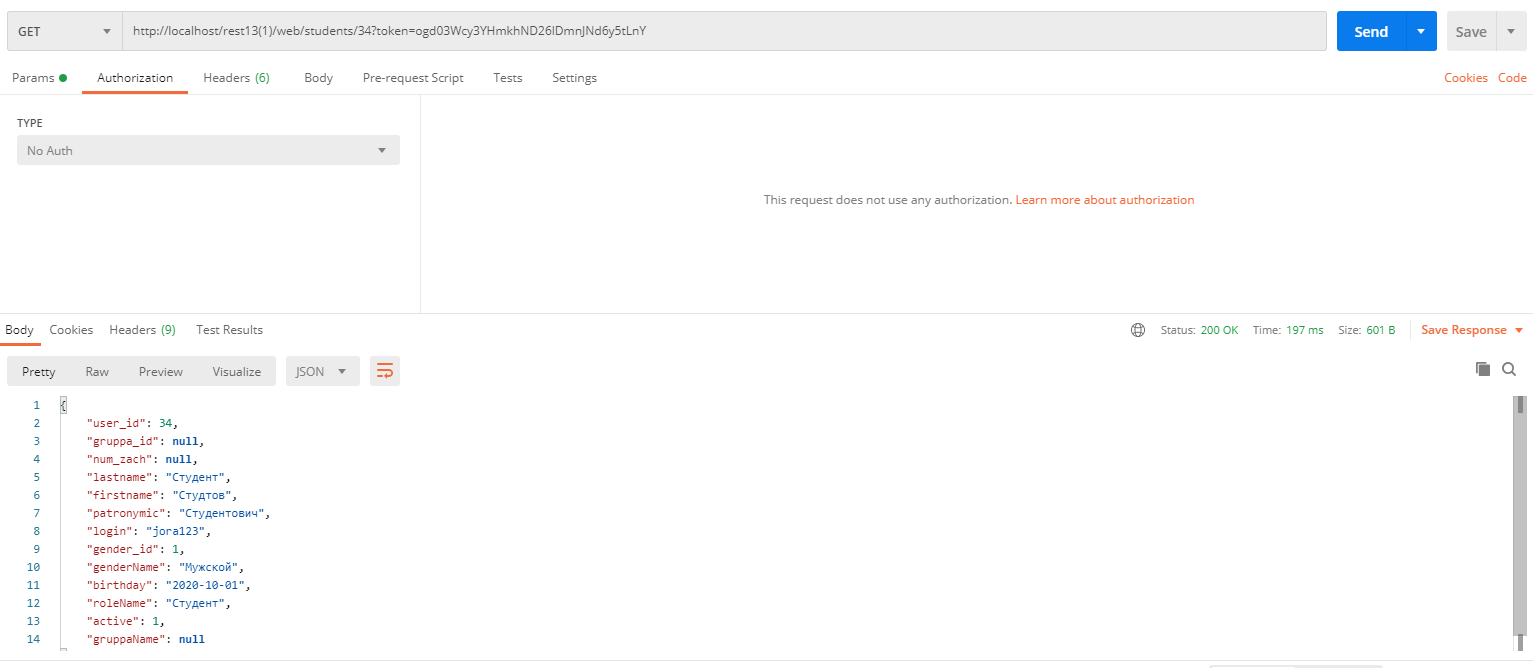 GET http://localhost/rest13(1)/web/students/34?token=ogd03Wcy3YHmkhND26IDmnJNd6y5tLnY Send Save
Params Authorization Headers (6) Body Pre-request Script Tests Settings Cookies Code
TYPE
No Auth
This request does not use any authorization. Learn more about authorization
Body Cookies Headers (9) Test Results Status: 200 OK Time: 197 ms Size: 601 B Save Response
Pretty Raw Preview Visualize JSON
1 {
2 "user_id": 34,
3 "gruppa_id": null,
4 "num_zach": null,
5 "lastname": "Студент",
6 "firstname": "Студтов",
7 "patronymic": "Студентович",
8 "login": "jora123",
9 "gender_id": 1,
10 "genderName": "Мужской",
11 "birthday": "2020-10-01",
12 "roleName": "Студент",
13 "active": 1,
14 "gruppaName": null